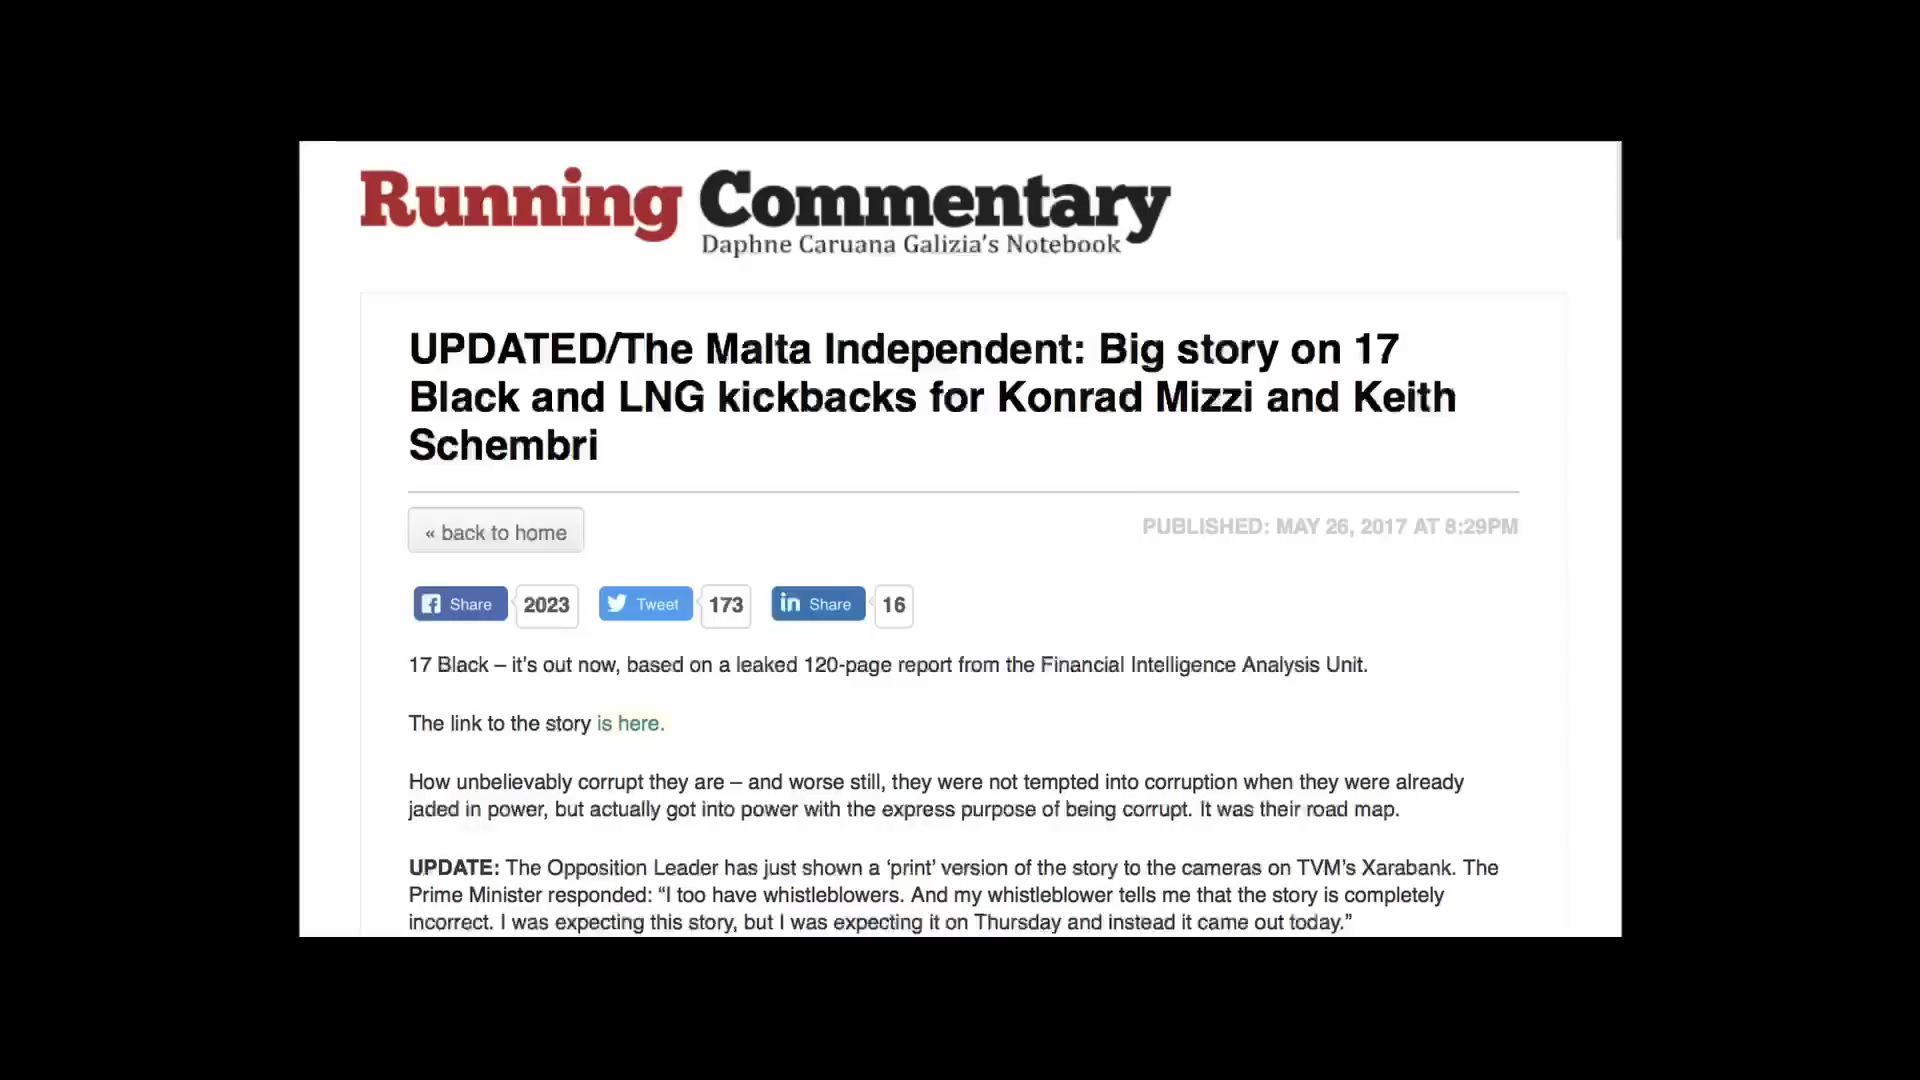 Running Commentary
Daphne Caruana Galizia's Notebook
UPDATED/The Malta Independent: Big story on 17
Black and LNG kickbacks for Konrad Mizzi and Keith
Schembri
« back to home
PUBLISHED: MAY 26, 2017 AT 8:29PM
Share 2023 Tweet 173 in Share 16
17 Black – it's out now, based on a leaked 120-page report from the Financial Intelligence Analysis Unit.
The link to the story is here.
How unbelievably corrupt they are – and worse still, they were not tempted into corruption when they were already
jaded in power, but actually got into power with the express purpose of being corrupt. It was their road map.
UPDATE: The Opposition Leader has just shown a ‘print’ version of the story to the cameras on TVM's Xarabank. The
Prime Minister responded: “I too have whistleblowers. And my whistleblower tells me that the story is completely
incorrect. I was expecting this story, but I was expecting it on Thursday and instead it came out today.”